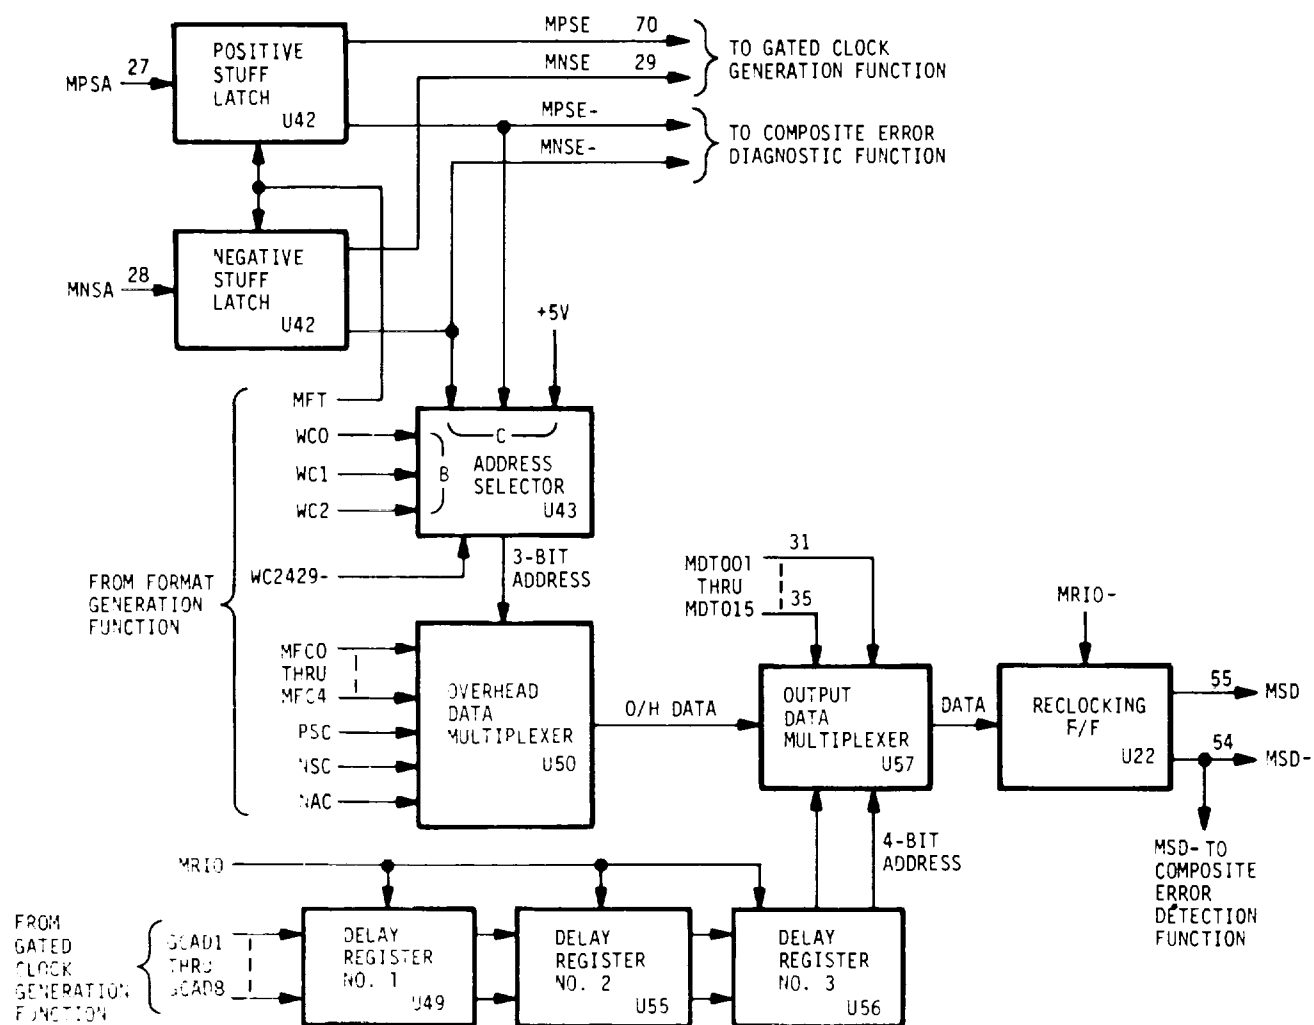 MPSE 70
TO GATED CLOCK
GENERATION FUNCTION
MNSE 29
MPSA 27
POSITIVE
STUFF
LATCH
U42
MPSE-
MNSE-
TO COMPOSITE ERROR
DIAGNOSTIC FUNCTION
MNSA 28
NEGATIVE
STUFF
LATCH
U42
+5V
FROM FORMAT
GENERATION
FUNCTION
MFT
WC0
WC1
WC2
WC2429-
C
B
ADDRESS
SELECTOR
U43
3-BIT
ADDRESS
MFC0
THRU
MFC4
PSC
NSC
NAC
OVERHEAD
DATA
MULTIPLEXER
U50
O/H DATA
MDT001
THRU
MDT015
31
35
OUTPUT
DATA
MULTIPLEXER
U57
DATA
MRIO-
RECLOCKING
F/F
U22
55
MSD
54
MSD-
MSD- TO
COMPOSITE
ERROR
DETECTION
FUNCTION
4-BIT
ADDRESS
MRIO
FROM
GATED
CLOCK
GENERATION
FUNCTION
GCAD1
THRU
GCAD8
DELAY
REGISTER
NO. 1
U49
DELAY
REGISTER
NO. 2
U55
DELAY
REGISTER
NO. 3
U56